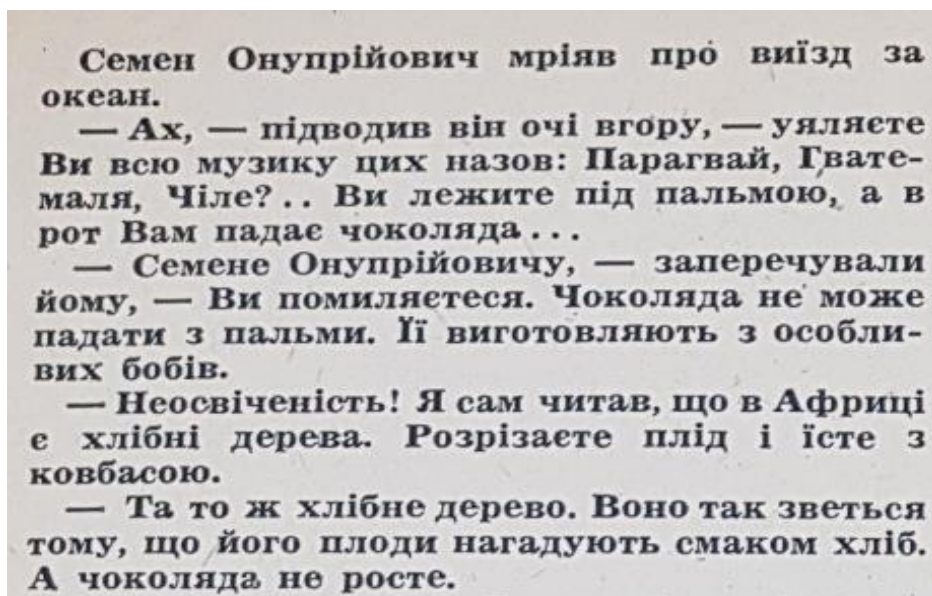 Семен Онупрійович мріяв про виїзд за
океан.
— Ах, — підводив він очі вгору, — уяляєте
Ви всю музику цих назов: Парагвай, Ґвате-
маля, Чіле?.. Ви лежите під пальмою, а в
рот Вам падає чоколяда...
— Семене Онупрійовичу, — заперечували
йому, — Ви помиляєтеся. Чоколяда не може
падати з пальми. Її виготовляють з особли-
вих бобів.
— Неосвіченість! Я сам читав, що в Африці
є хлібні дерева. Розрізаєте плід і їсте з
ковбасою.
— Та то ж хлібне дерево. Воно так зветься
тому, що його плоди нагадують смаком хліб.
А чоколяда не росте.